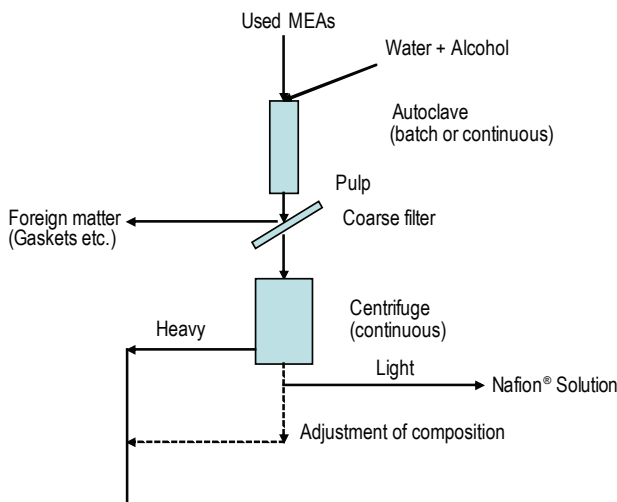 Used MEAs
Water + Alcohol
Autoclave
(batch or continuous)
Pulp
Coarse filter
Foreign matter
(Gaskets etc.)
Centrifuge
(continuous)
Heavy
Light
Nafion® Solution
Adjustment of composition